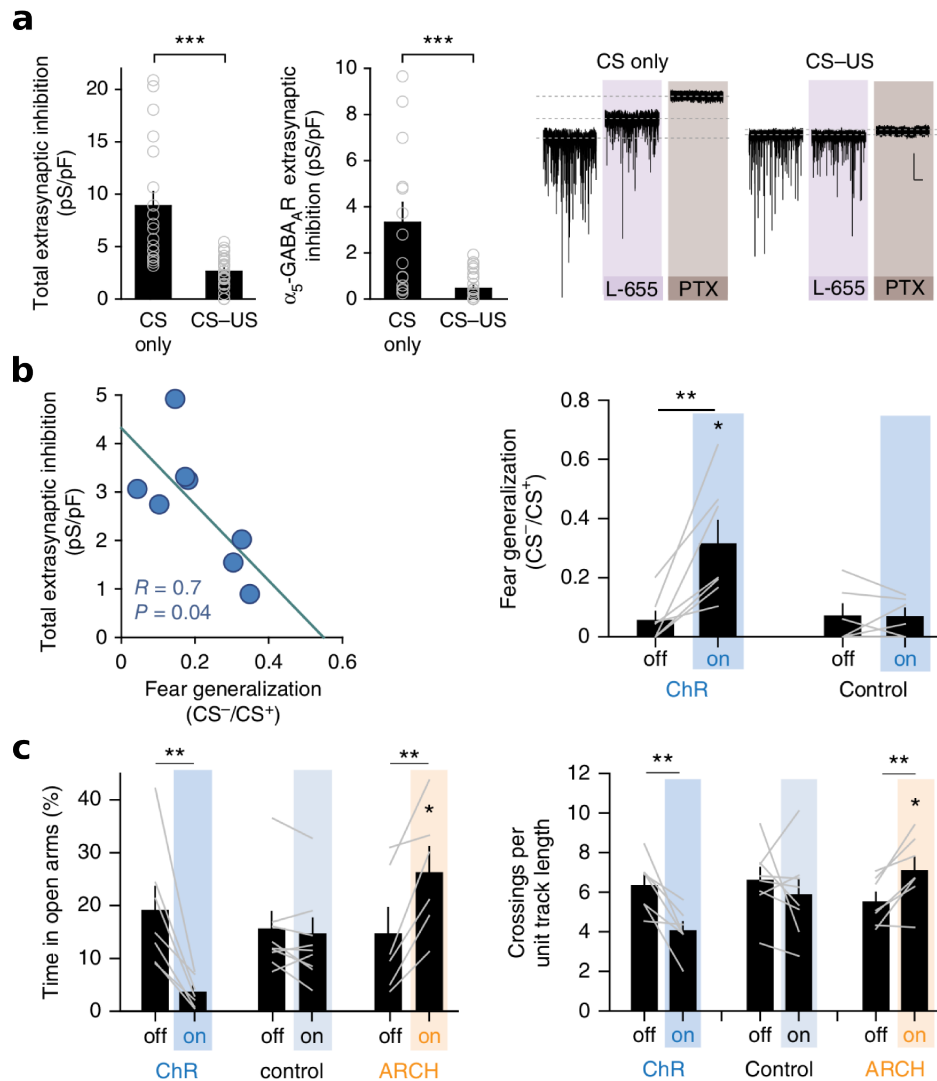 a
Total extrasynaptic inhibition
(pS/pF)
20
15
10
5
0
***
CS
only
CS–US
α5-GABAAR extrasynaptic
inhibition (pS/pF)
10
8
6
4
2
0
***
CS
only
CS–US
CS only
L-655
PTX
CS–US
L-655
PTX
b
Total extrasynaptic inhibition
(pS/pF)
5
4
3
2
1
0
R = 0.7
P = 0.04
0
0.2
0.4
0.6
Fear generalization
(CS–/CS+)
Fear generalization
(CS–/CS+)
0.8
0.6
0.4
0.2
0
**
*
off
on
off
on
ChR
Control
c
Time in open arms (%)
40
30
20
10
0
**
**
*
off
on
off
on
off
on
ChR
control
ARCH
Crossings per
unit track length
12
10
8
6
4
2
0
**
**
*
off
on
off
on
off
on
ChR
Control
ARCH